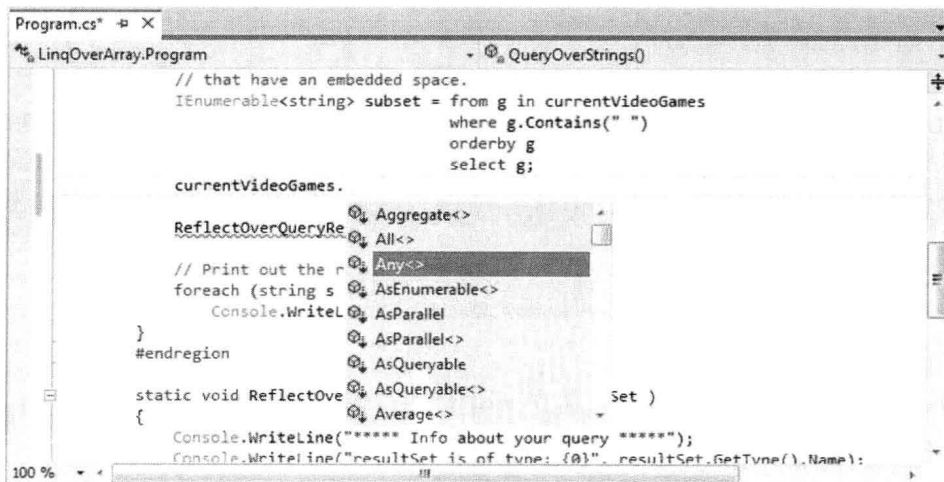 Program.cs*
LinqOverArray.Program
QueryOverStrings()
// that have an embedded space.
IEnumerable<string> subset = from g in currentVideoGames
where g.Contains(" ")
orderby g
select g;
currentVideoGames.
Aggregate<>
ReflectOverQueryRe
All<>
// Print out the r
Any<>
foreach (string s
AsEnumerable<>
Console.WriteL
AsParallel
}
AsParallel<>
#endregion
AsQueryable
static void ReflectOve
AsQueryable<>
Set )
{
Average<>
Console.WriteLine("***** Info about your query *****");
Console.WriteLine("resultSet is of type: {0}", resultSet.GetType().Name);
100 %